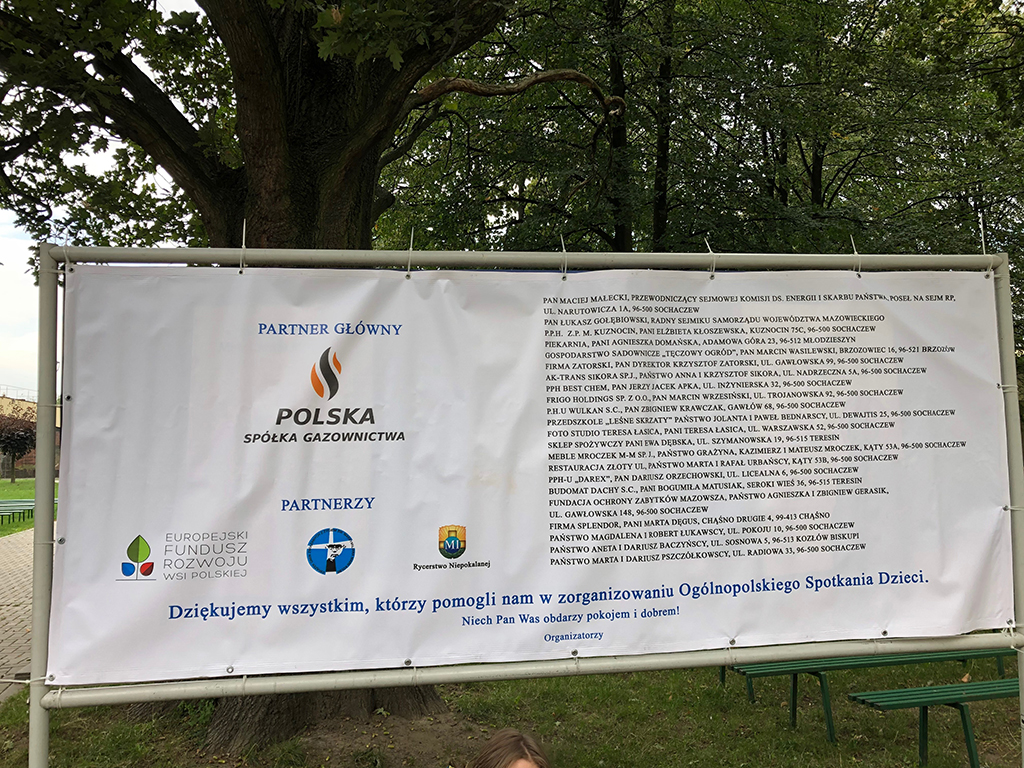 PARTNER GŁÓWNY
POLSKA
SPÓŁKA GAZOWNICTWA
PARTNERZY
EUROPEJSKI
FUNDUSZ
ROZWOJU
WSI POLSKIEJ
MI
Rycerstwo Niepokalanej
PAN MACIEJ MAŁECKI, PRZEWODNICZĄCY SEJMOWEJ KOMISJI DS. ENERGII I SKARBU PAŃSTWA, POSEŁ NA SEJM RP,
UL. NARUTOWICZA 1A, 96-500 SOCHACZEW
PAN ŁUKASZ GOŁĘBIOWSKI, RADNY SEJMIKU SAMORZĄDU WOJEWÓDZTWA MAZOWIECKIEGO
P.P.H. Z.P. M. KUZNOCIN, PANI ELŻBIETA KŁOSZEWSKA, KUZNOCIN 75C, 96-500 SOCHACZEW
PIEKARNIA, PANI AGNIESZKA DOMAŃSKA, ADAMOWA GÓRA 23, 96-512 MŁODZIESZYN
GOSPODARSTWO SADOWNICZE „TĘCZOWY OGRÓD”, PAN MARCIN WASILEWSKI, BRZOZOWIEC 16, 96-521 BRZOZÓW
FIRMA ZATORSKI, PAN DYREKTOR KRZYSZTOF ZATORSKI, UL. GAWŁOWSKA 99, 96-500 SOCHACZEW
AK-TRANS SIKORA SP.J., PAŃSTWO ANNA I KRZYSZTOF SIKORA, UL. NADRZECZNA 5A, 96-500 SOCHACZEW
PPH BEST CHEM, PAN JERZY JACEK APKA, UL. INŻYNIERSKA 32, 96-500 SOCHACZEW
FRIGO HOLDINGS SP. Z O.O., PAN MARCIN WRZESIŃSKI, UL. TROJANOWSKA 92, 96-500 SOCHACZEW
P.H.U WULKAN S.C., PAN ZBIGNIEW KRAWCZAK, GAWŁÓW 68, 96-500 SOCHACZEW
PRZEDSZKOLE „LEŚNE SKRZATY” PAŃSTWO JOLANTA I PAWEŁ BEDNARSCY, UL. DEWAJTIS 25, 96-500 SOCHACZEW
FOTO STUDIO TERESA ŁASICA, PANI TERESA ŁASICA, UL. WARSZAWSKA 52, 96-500 SOCHACZEW
SKLEP SPOŻYWCZY PANI EWA DĘBSKA, UL. SZYMANOWSKA 19, 96-515 TERESIN
MEBLE MROCZEK M-M SP.J., PAŃSTWO GRAŻYNA, KAZIMIERZ I MATEUSZ MROCZEK, KĄTY 53A, 96-500 SOCHACZEW
RESTAURACJA ZŁOTY UL, PAŃSTWO MARTA I RAFAŁ URBAŃSCY, KĄTY 53B, 96-500 SOCHACZEW
PPH-U „DAREX”, PAN DARIUSZ ORZECHOWSKI, UL. LICEALNA 6, 96-500 SOCHACZEW
BUDOMAT DACHY S.C., PANI BOGUMIŁA MATUSIAK, SEROKI WIEŚ 36, 96-515 TERESIN
FUNDACJA OCHRONY ZABYTKÓW MAZOWSZA, PAŃSTWO AGNIESZKA I ZBIGNIEW GERASIK,
UL. GAWŁOWSKA 148, 96-500 SOCHACZEW
FIRMA SPLENDOR, PANI MARTA DĘGUS, CHĄŚNO DRUGIE 4, 99-413 CHĄŚNO
PAŃSTWO MAGDALENA I ROBERT ŁUKAWSCY, UL. POKOJU 10, 96-500 SOCHACZEW
PAŃSTWO ANETA I DARIUSZ BACZYŃSCY, UL. SOSNOWA 5, 96-513 KOZŁÓW BISKUPI
PAŃSTWO MARTA I DARIUSZ PSZCZÓŁKOWSCY, UL. RADIOWA 33, 96-500 SOCHACZEW
Dziękujemy wszystkim, którzy pomogli nam w zorganizowaniu Ogólnopolskiego Spotkania Dzieci.
Niech Pan Was obdarzy pokojem i dobrem!
Organizatorzy